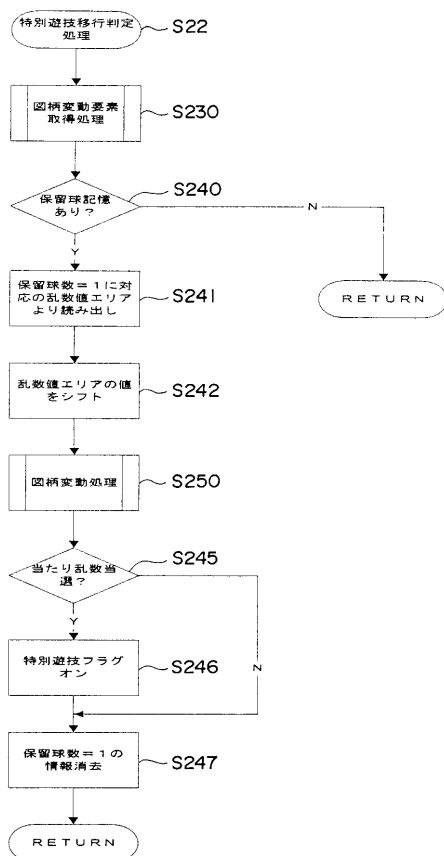 特別遊技移行判定
処理
S22
図柄変動要素
取得処理
S230
保留球記憶
あり?
S240
N
Y
RETURN
保留球数=1に対
応の乱数値エリア
より読み出し
S241
乱数値エリアの値
をシフト
S242
図柄変動処理
S250
当たり乱数当
選?
S245
Y
N
特別遊技フラグ
オン
S246
保留球数=1の
情報消去
S247
RETURN